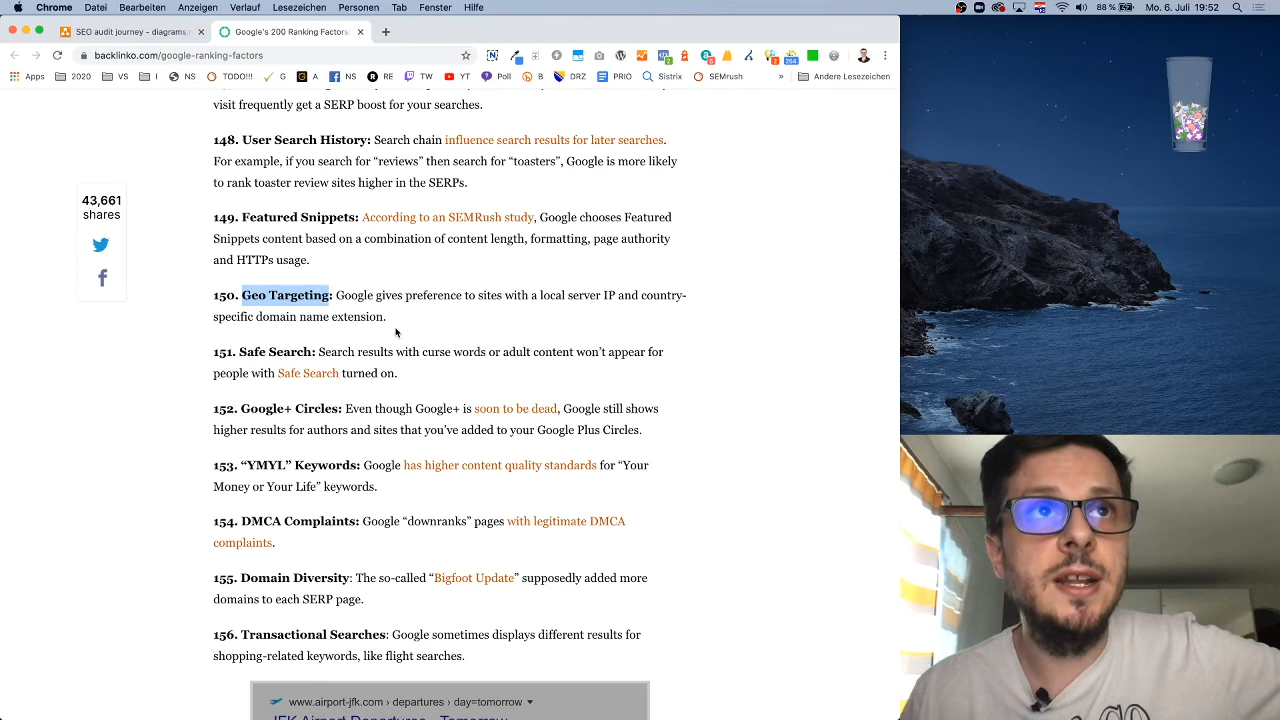 Chrome Datei Bearbeiten Ansicht Verlauf Lesezeichen Personen Tab Fenster Hilfe 88 % Mo. 6. Juli 19:52
SEO audit journey - diagrams.n Google's 200 Ranking Factors:
backlinko.com/google-ranking-factors
Apps 2020 VS I NS TODO!!! G A NS RE TW YT Poll B DRZ PRIO Sistrix SEMrush » Andere Lesezeichen
visit frequently get a SERP boost for your searches.
148. User Search History: Search chain influence search results for later searches.
For example, if you search for “reviews” then search for “toasters”, Google is more likely
to rank toaster review sites higher in the SERPs.
43,661
shares
149. Featured Snippets: According to an SEMRush study, Google chooses Featured
Snippets content based on a combination of content length, formatting, page authority
and HTTPs usage.
150. Geo Targeting: Google gives preference to sites with a local server IP and country-
specific domain name extension.
151. Safe Search: Search results with curse words or adult content won’t appear for
people with Safe Search turned on.
152. Google+ Circles: Even though Google+ is soon to be dead, Google still shows
higher results for authors and sites that you’ve added to your Google Plus Circles.
153. “YMYL” Keywords: Google has higher content quality standards for “Your
Money or Your Life” keywords.
154. DMCA Complaints: Google “downranks” pages with legitimate DMCA
complaints.
155. Domain Diversity: The so-called “Bigfoot Update” supposedly added more
domains to each SERP page.
156. Transactional Searches: Google sometimes displays different results for
shopping-related keywords, like flight searches.
www.airport-jfk.com › departures › day=tomorrow
JFK Airport Departures - Tomorrow